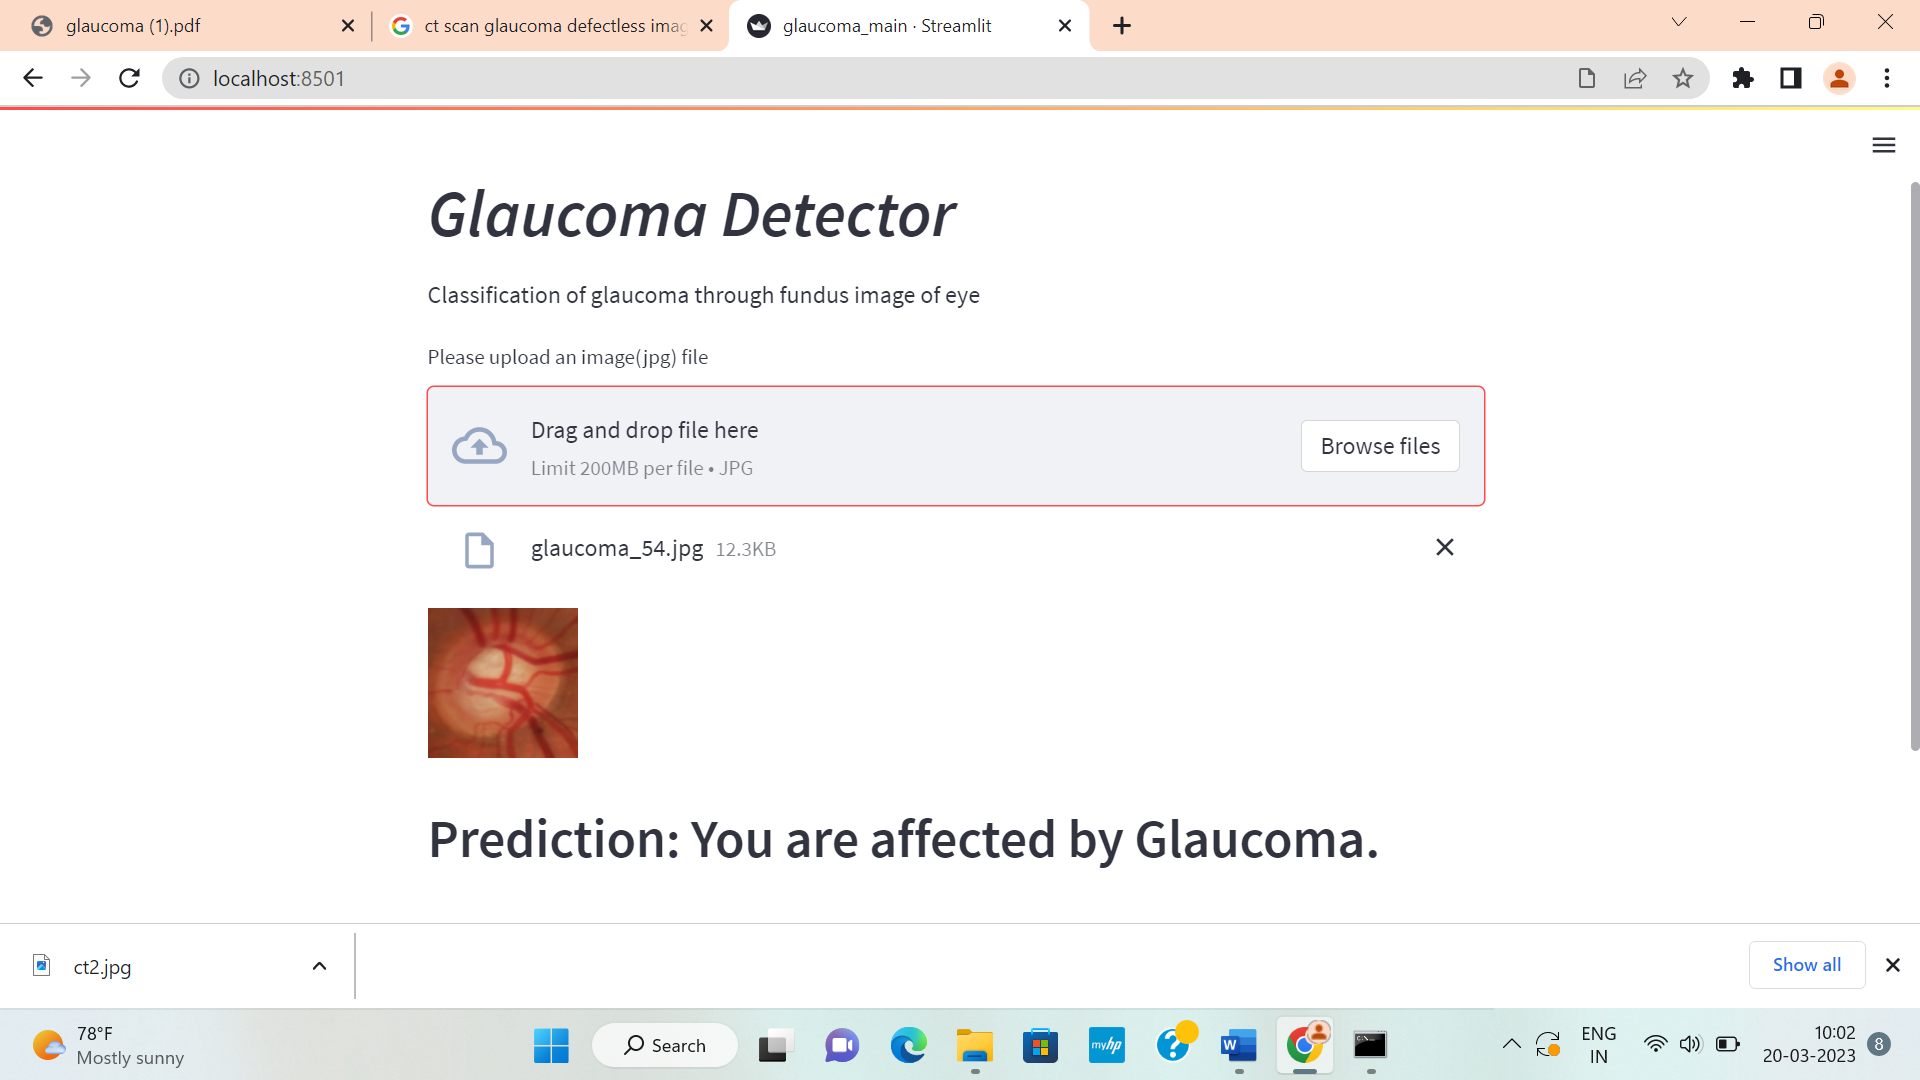 glaucoma (1).pdf
ct scan glaucoma defectless imag
glaucoma_main · Streamlit
localhost:8501
Glaucoma Detector
Classification of glaucoma through fundus image of eye
Please upload an image(jpg) file
Drag and drop file here
Limit 200MB per file • JPG
Browse files
glaucoma_54.jpg 12.3KB
Prediction: You are affected by Glaucoma.
ct2.jpg
Show all
78°F
Mostly sunny
Search
myhp
W
ENG
IN
10:02
20-03-2023
8